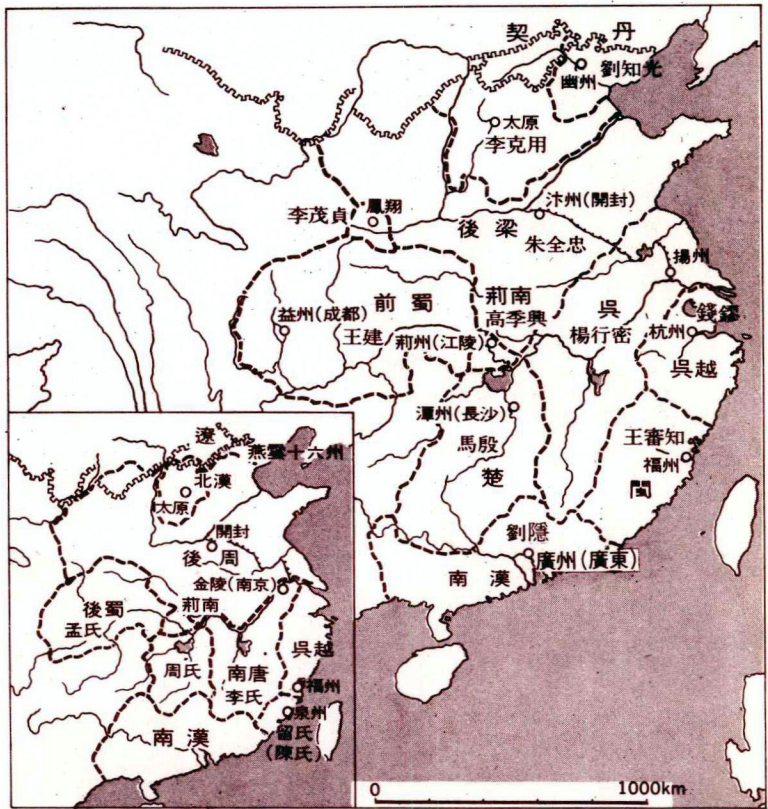 契丹
幽州
劉知光
太原
李克用
李茂貞
鳳翔
汴州(開封)
後梁
朱全忠
揚州
前蜀
荊南
高季興
呉
楊行密
錢鏐
益州(成都)
王建
荊州(江陵)
杭州
呉越
潭州(長沙)
馬殷
楚
王審知
福州
閩
劉隠
廣州(廣東)
南漢
遼
燕雲十六州
北漢
太原
開封
後周
金陵(南京)
荊南
後蜀
孟氏
呉越
周氏
南唐
李氏
福州
泉州
留氏
(陳氏)
南漢
0
1000km